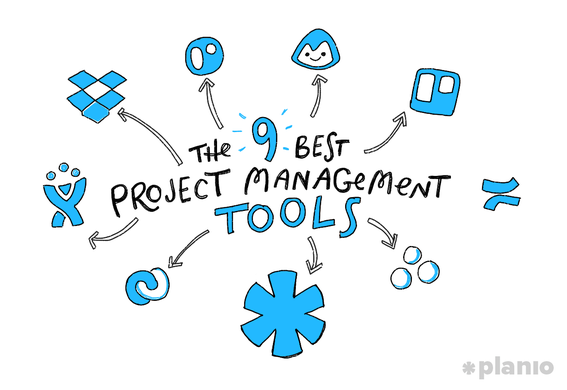 THE 9 BEST
PROJECT MANAGEMENT
TOOLS
*planio